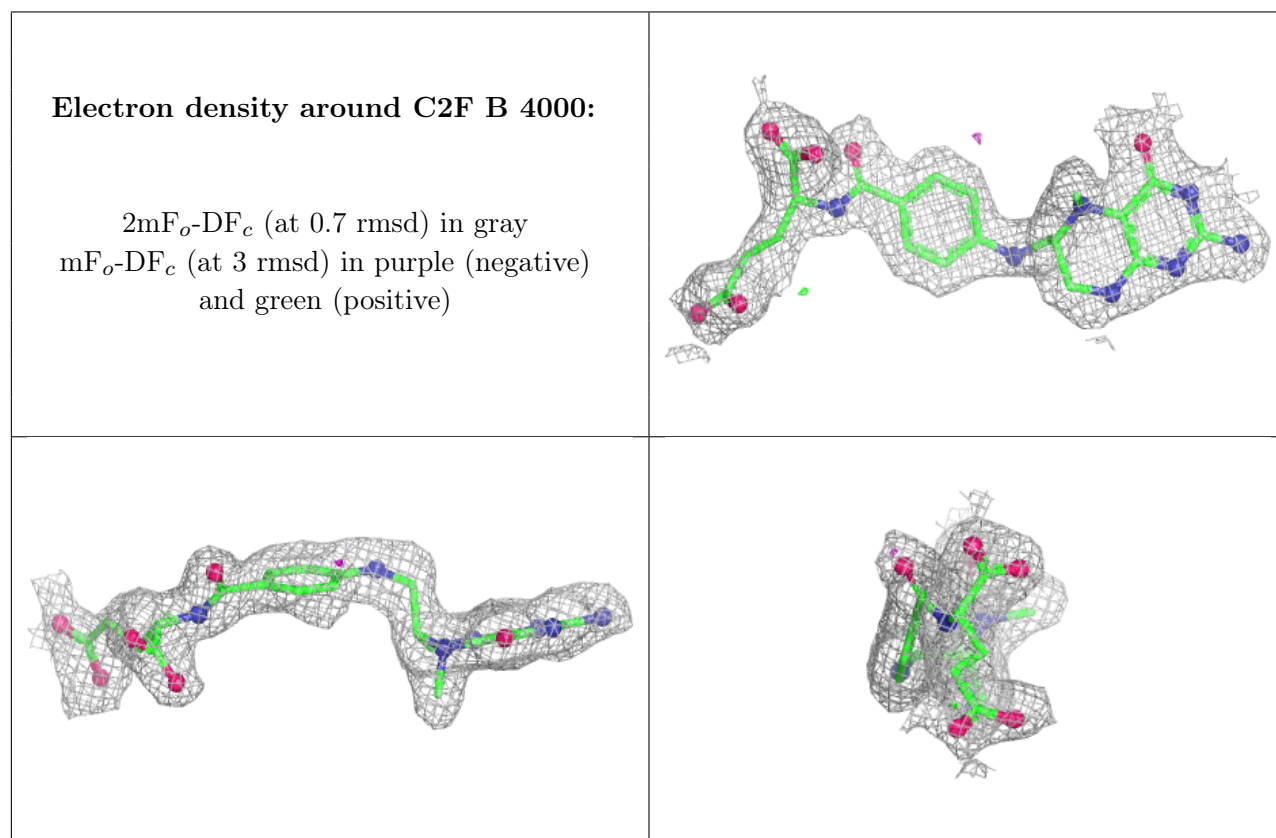 Electron density around C2F B 4000:
2mFₒ-DF𝑐 (at 0.7 rmsd) in gray
mFₒ-DF𝑐 (at 3 rmsd) in purple (negative)
and green (positive)